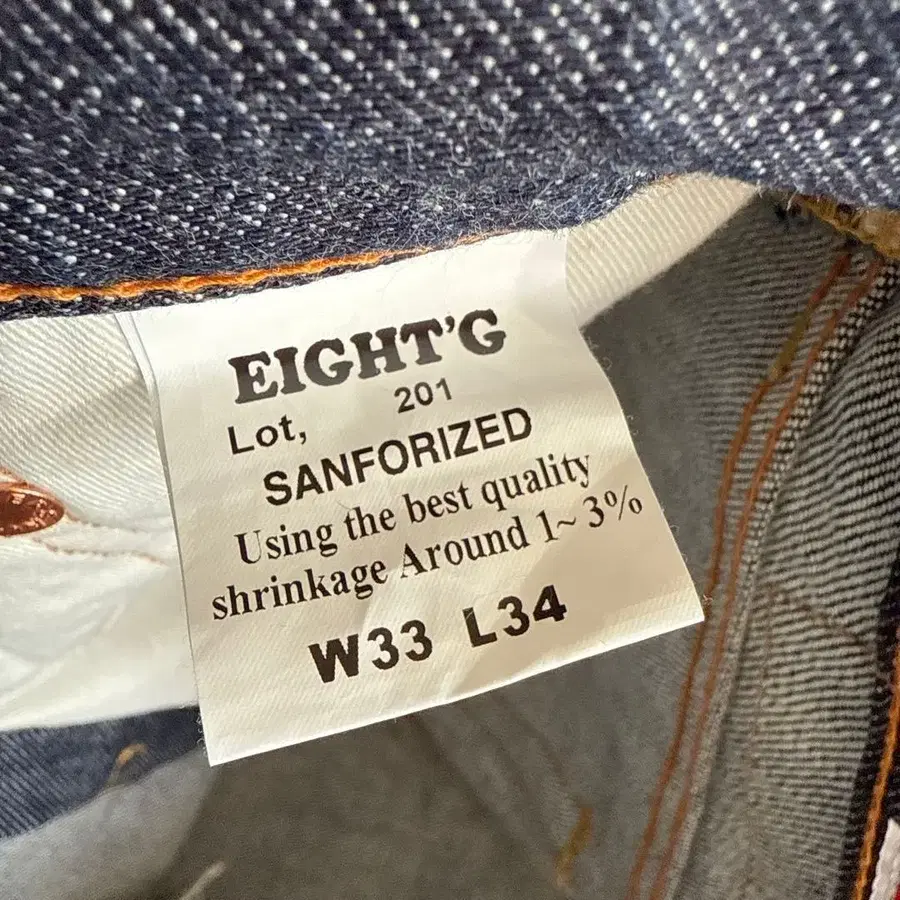 EIGHT'G
Lot, 201
SANFORIZED
Using the best quality
shrinkage Around 1~3%
W33 L34